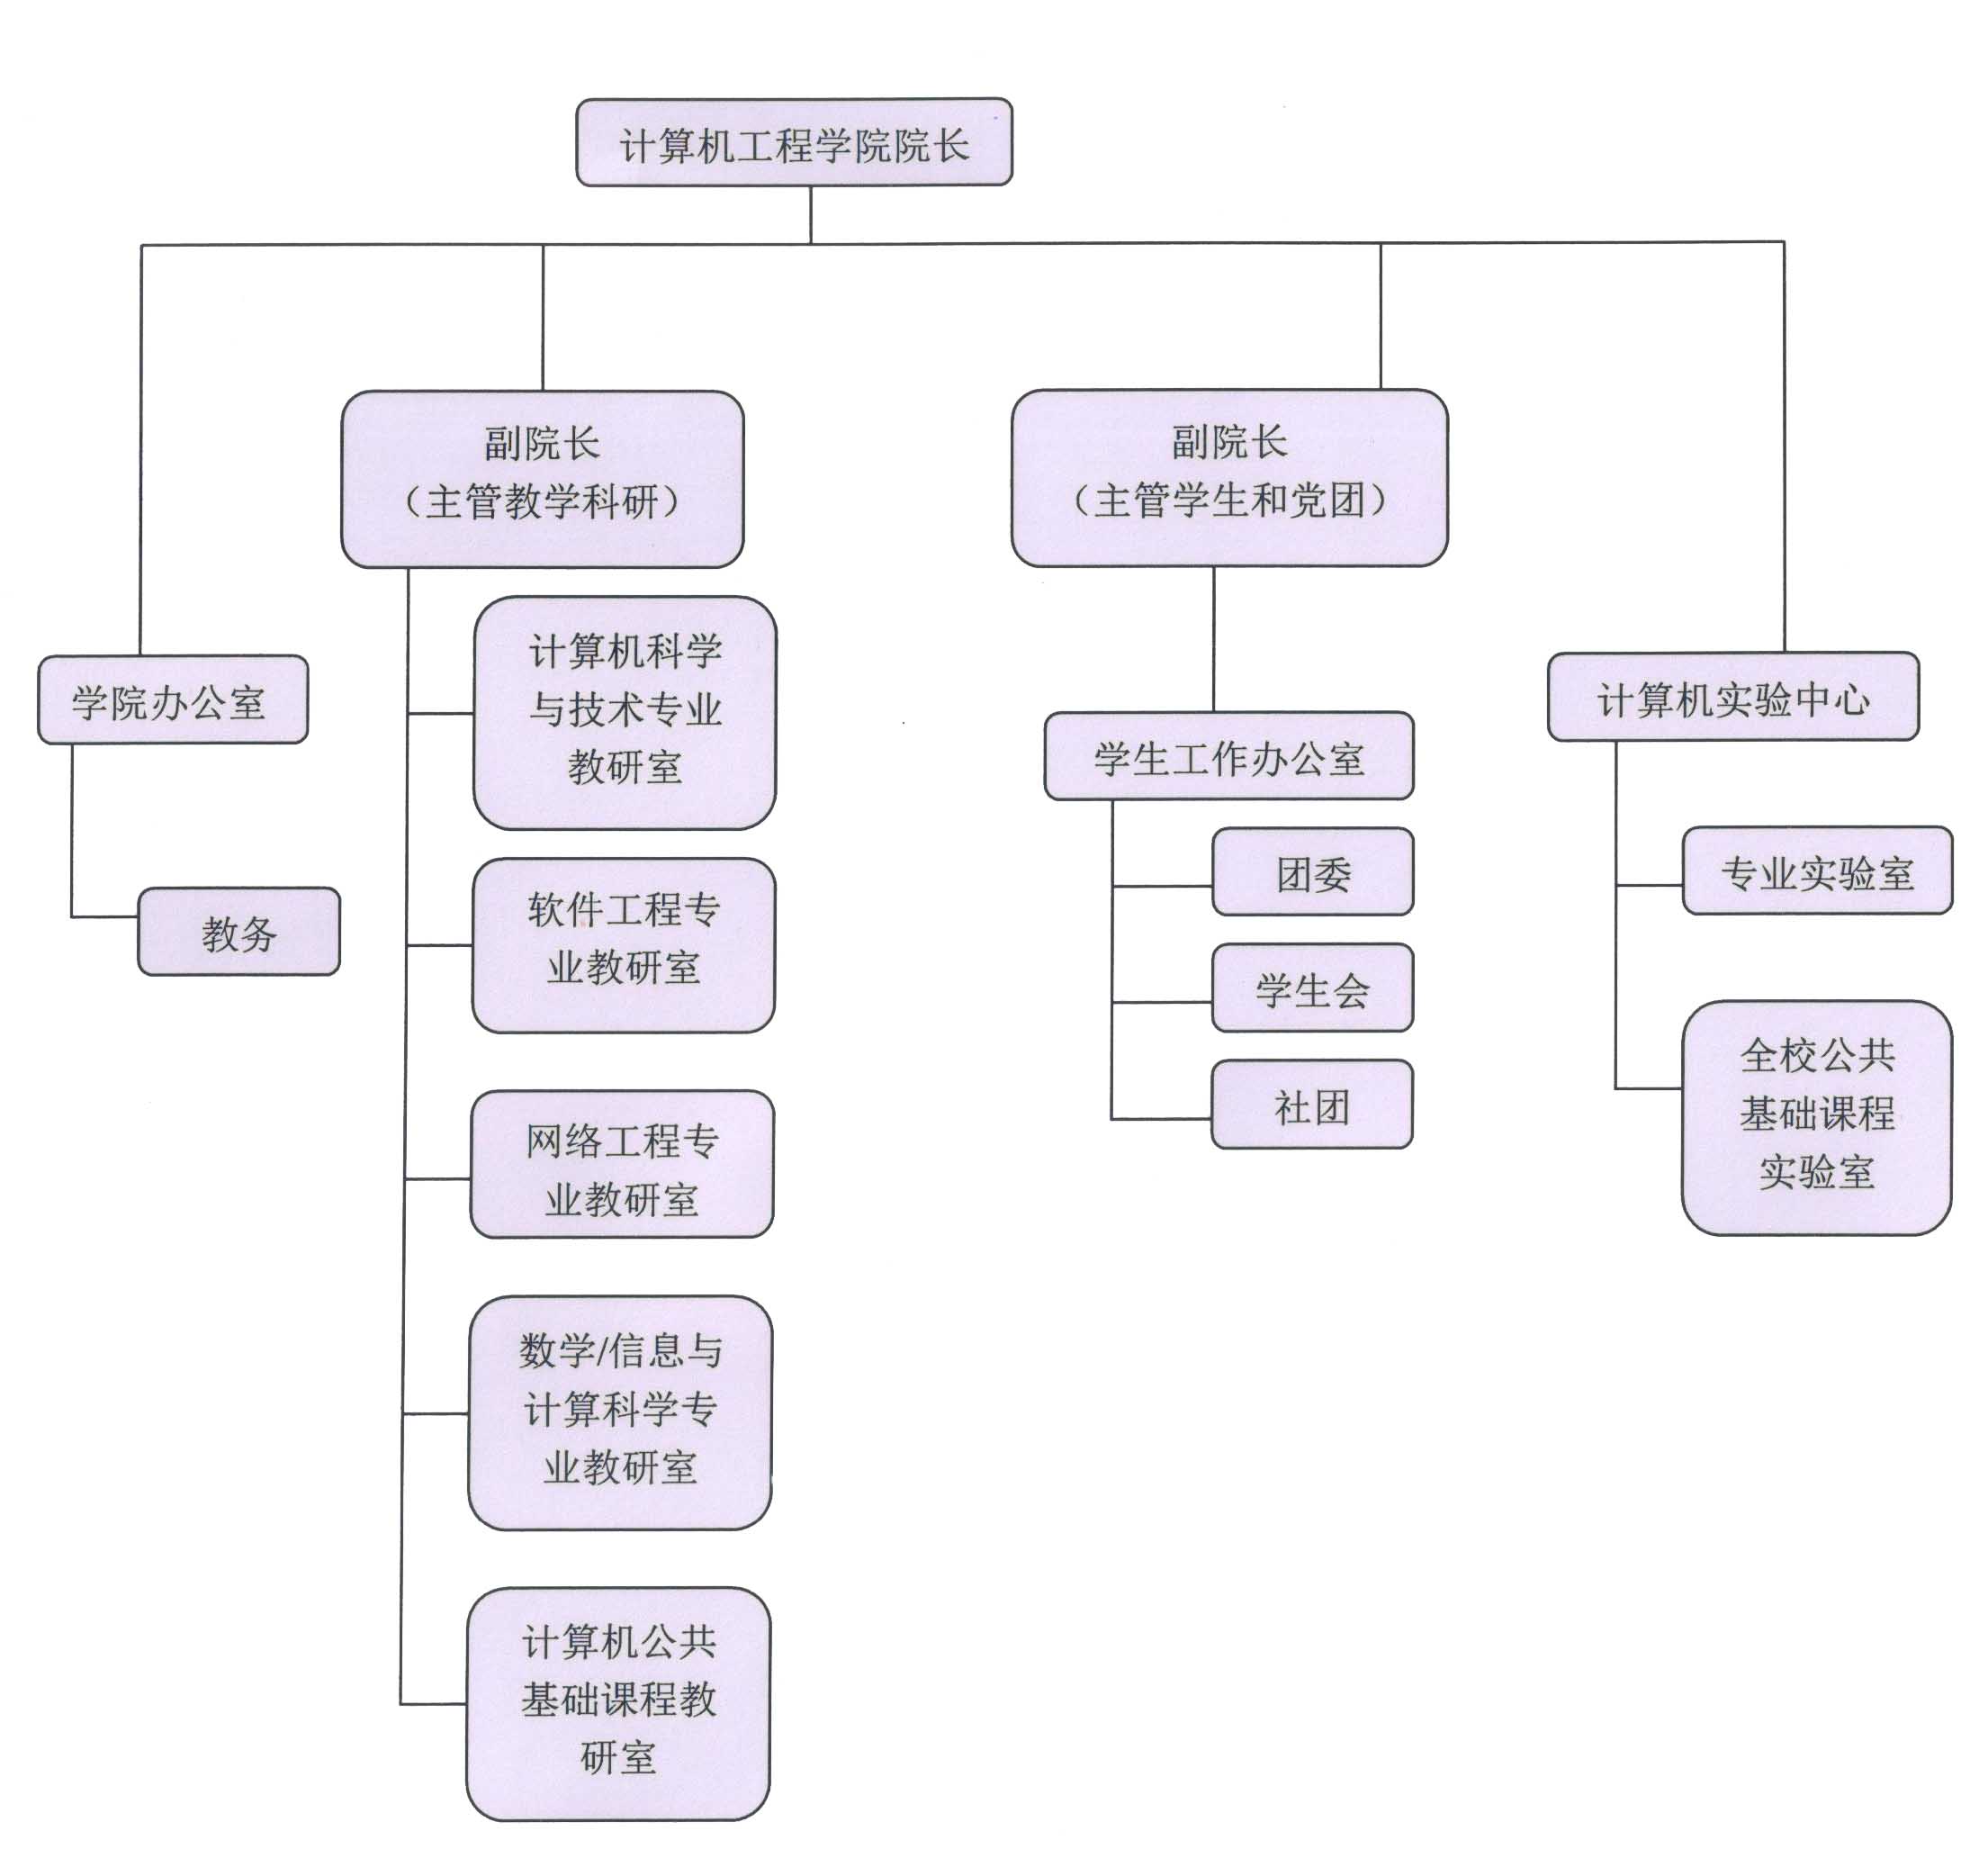 计算机工程学院院长
副院长
（主管教学科研）
副院长
（主管学生和党团）
学院办公室
教务
计算机科学
与技术专业
教研室
软件工程专
业教研室
网络工程专
业教研室
数学/信息与
计算科学专
业教研室
计算机公共
基础课程教
研室
学生工作办公室
团委
学生会
社团
计算机实验中心
专业实验室
全校公共
基础课程
实验室